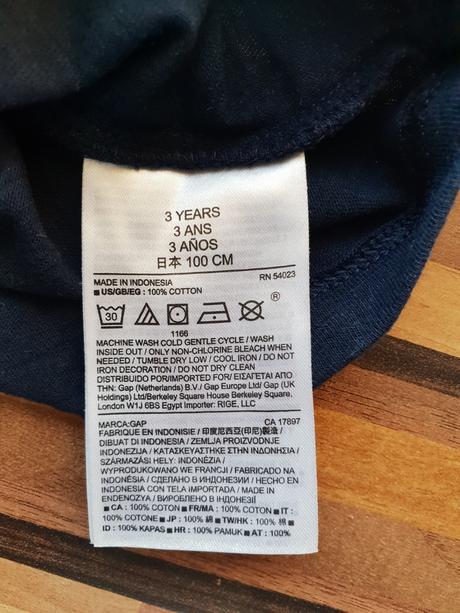 3 YEARS
3 ANS
3 AÑOS
日本 100 CM
MADE IN INDONESIA RN 54023
■ US/GB/EG : 100% COTTON
30
®
1166
MACHINE WASH COLD GENTLE CYCLE / WASH
INSIDE OUT / ONLY NON-CHLORINE BLEACH WHEN
NEEDED / TUMBLE DRY LOW / COOL IRON / DO NOT
IRON DECORATION / DO NOT DRY CLEAN
DISTRIBUIDO POR/IMPORTED FOR/ΕΙΣΑΓΕΤΑΙ ΑΠΟ
ΤΗΝ: Gap (Netherlands) B.V./ Gap Europe Ltd/ Gap (UK
Holdings) Ltd/Berkeley Square House Berkeley Square,
London W1J 6BS Egypt Importer: RIGE, LLC
MARCA:GAP CA 17897
FABRIQUE EN INDONISIE / 印度尼西亞(印尼)製造 /
DIBUAT DI INDONESIA / ZEMLJA PROIZVODNJE
INDONEZIJA / ΚΑΤΑΣΚΕΥΑΣΤΗΚΕ ΣΤΗΝ ΙΝΔΟΝΗΣΙΑ /
SZÁRMAZÁSI HELY: INDONÉZIA /
WYPRODUKOWANO WE FRANCJI / FABRICADO NA
INDONÉSIA / СДЕЛАНО В ИНДОНЕЗИИ / HECHO EN
INDONESIA CON TELA IMPORTADA / MADE IN
ENDENOZYA / ВИРОБЛЕНО В ІНДОНЕЗІЇ
■ CA : 100% COTON ■ FR/MA : 100% COTON ■ IT :
100% COTONE ■ JP : 100% 綿 ■ TW/HK : 100% 棉 ■
ID : 100% KAPAS ■ HR : 100% PAMUK ■ AT : 100%